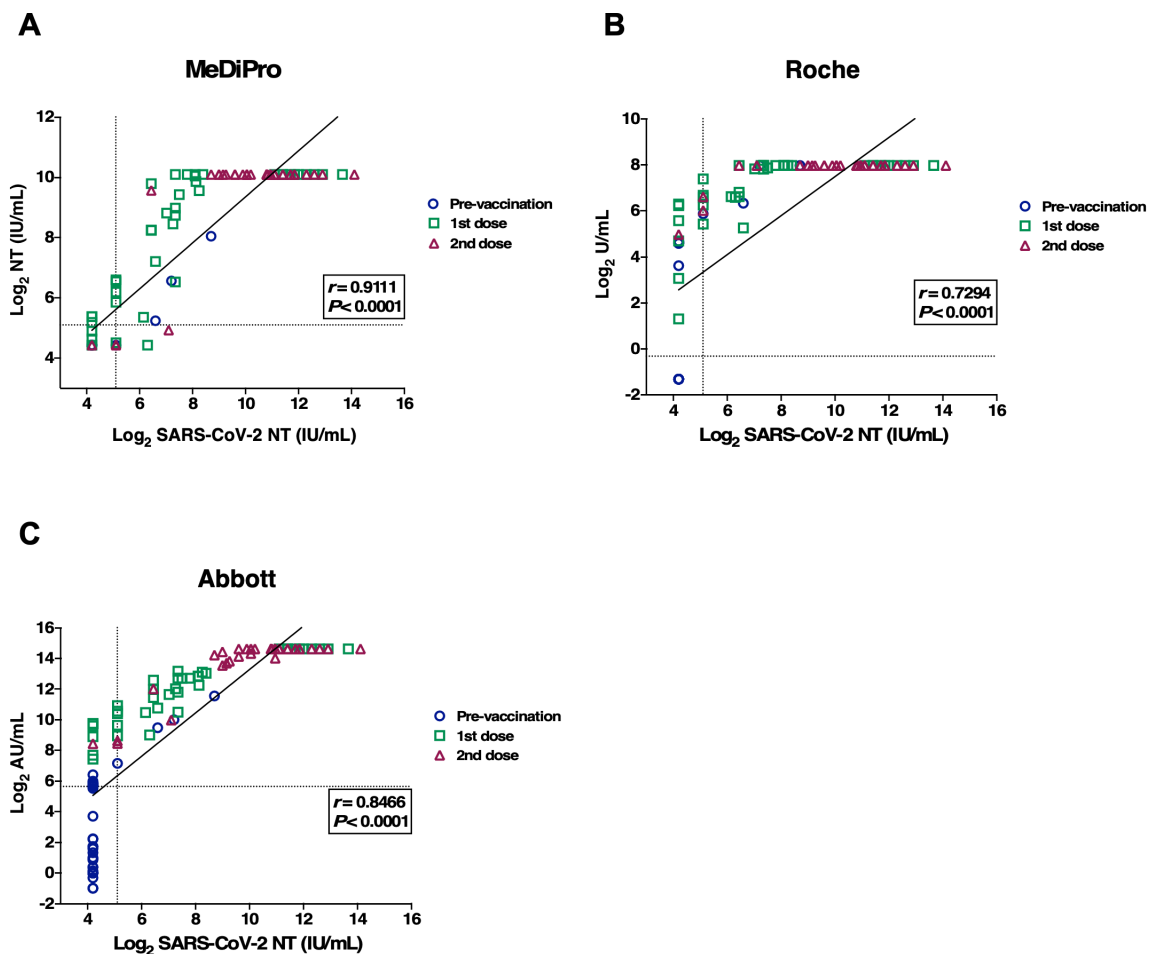 A
MeDiPro
12
10
8
6
4
4 6 8 10 12 14 16
Log2 NT (IU/mL)
Log2 SARS-CoV-2 NT (IU/mL)
r = 0.9111
P< 0.0001
Pre-vaccination
1st dose
2nd dose
B
Roche
10
8
6
4
2
0
-2
4 6 8 10 12 14 16
Log2 U/mL
Log2 SARS-CoV-2 NT (IU/mL)
r = 0.7294
P< 0.0001
Pre-vaccination
1st dose
2nd dose
C
Abbott
16
14
12
10
8
6
4
2
0
-2
4 6 8 10 12 14 16
Log2 AU/mL
Log2 SARS-CoV-2 NT (IU/mL)
r = 0.8466
P< 0.0001
Pre-vaccination
1st dose
2nd dose